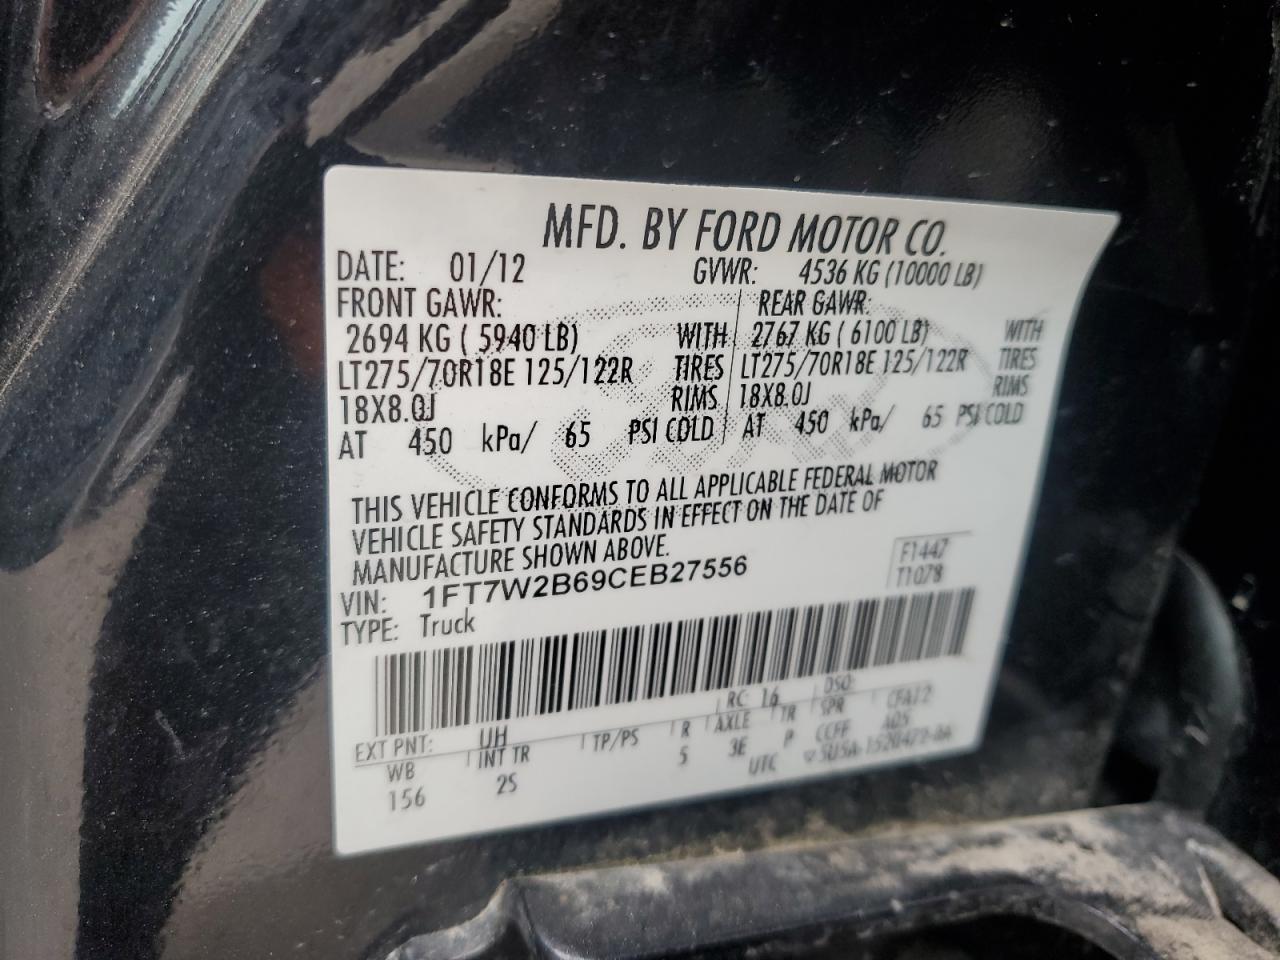 MFD. BY FORD MOTOR CO.
DATE: 01/12 GVWR: 4536 KG (10000 LB)
FRONT GAWR: REAR GAWR:
2694 KG ( 5940 LB) WITH 2767 KG ( 6100 LB) WITH
LT275/70R18E 125/122R TIRES LT275/70R18E 125/122R TIRES
18X8.0J RIMS 18X8.0J RIMS
AT 450 kPa/ 65 PSI COLD AT 450 kPa/ 65 PSI COLD
THIS VEHICLE CONFORMS TO ALL APPLICABLE FEDERAL MOTOR
VEHICLE SAFETY STANDARDS IN EFFECT ON THE DATE OF
MANUFACTURE SHOWN ABOVE.
VIN: 1FT7W2B69CEB27556 F1447
TYPE: Truck T1078
EXT PNT: UH RC: 16 DSO:
WB INT TR TP/PS R AXLE TR SPR
156 2S 5 3E P CCFF AQS
UTC